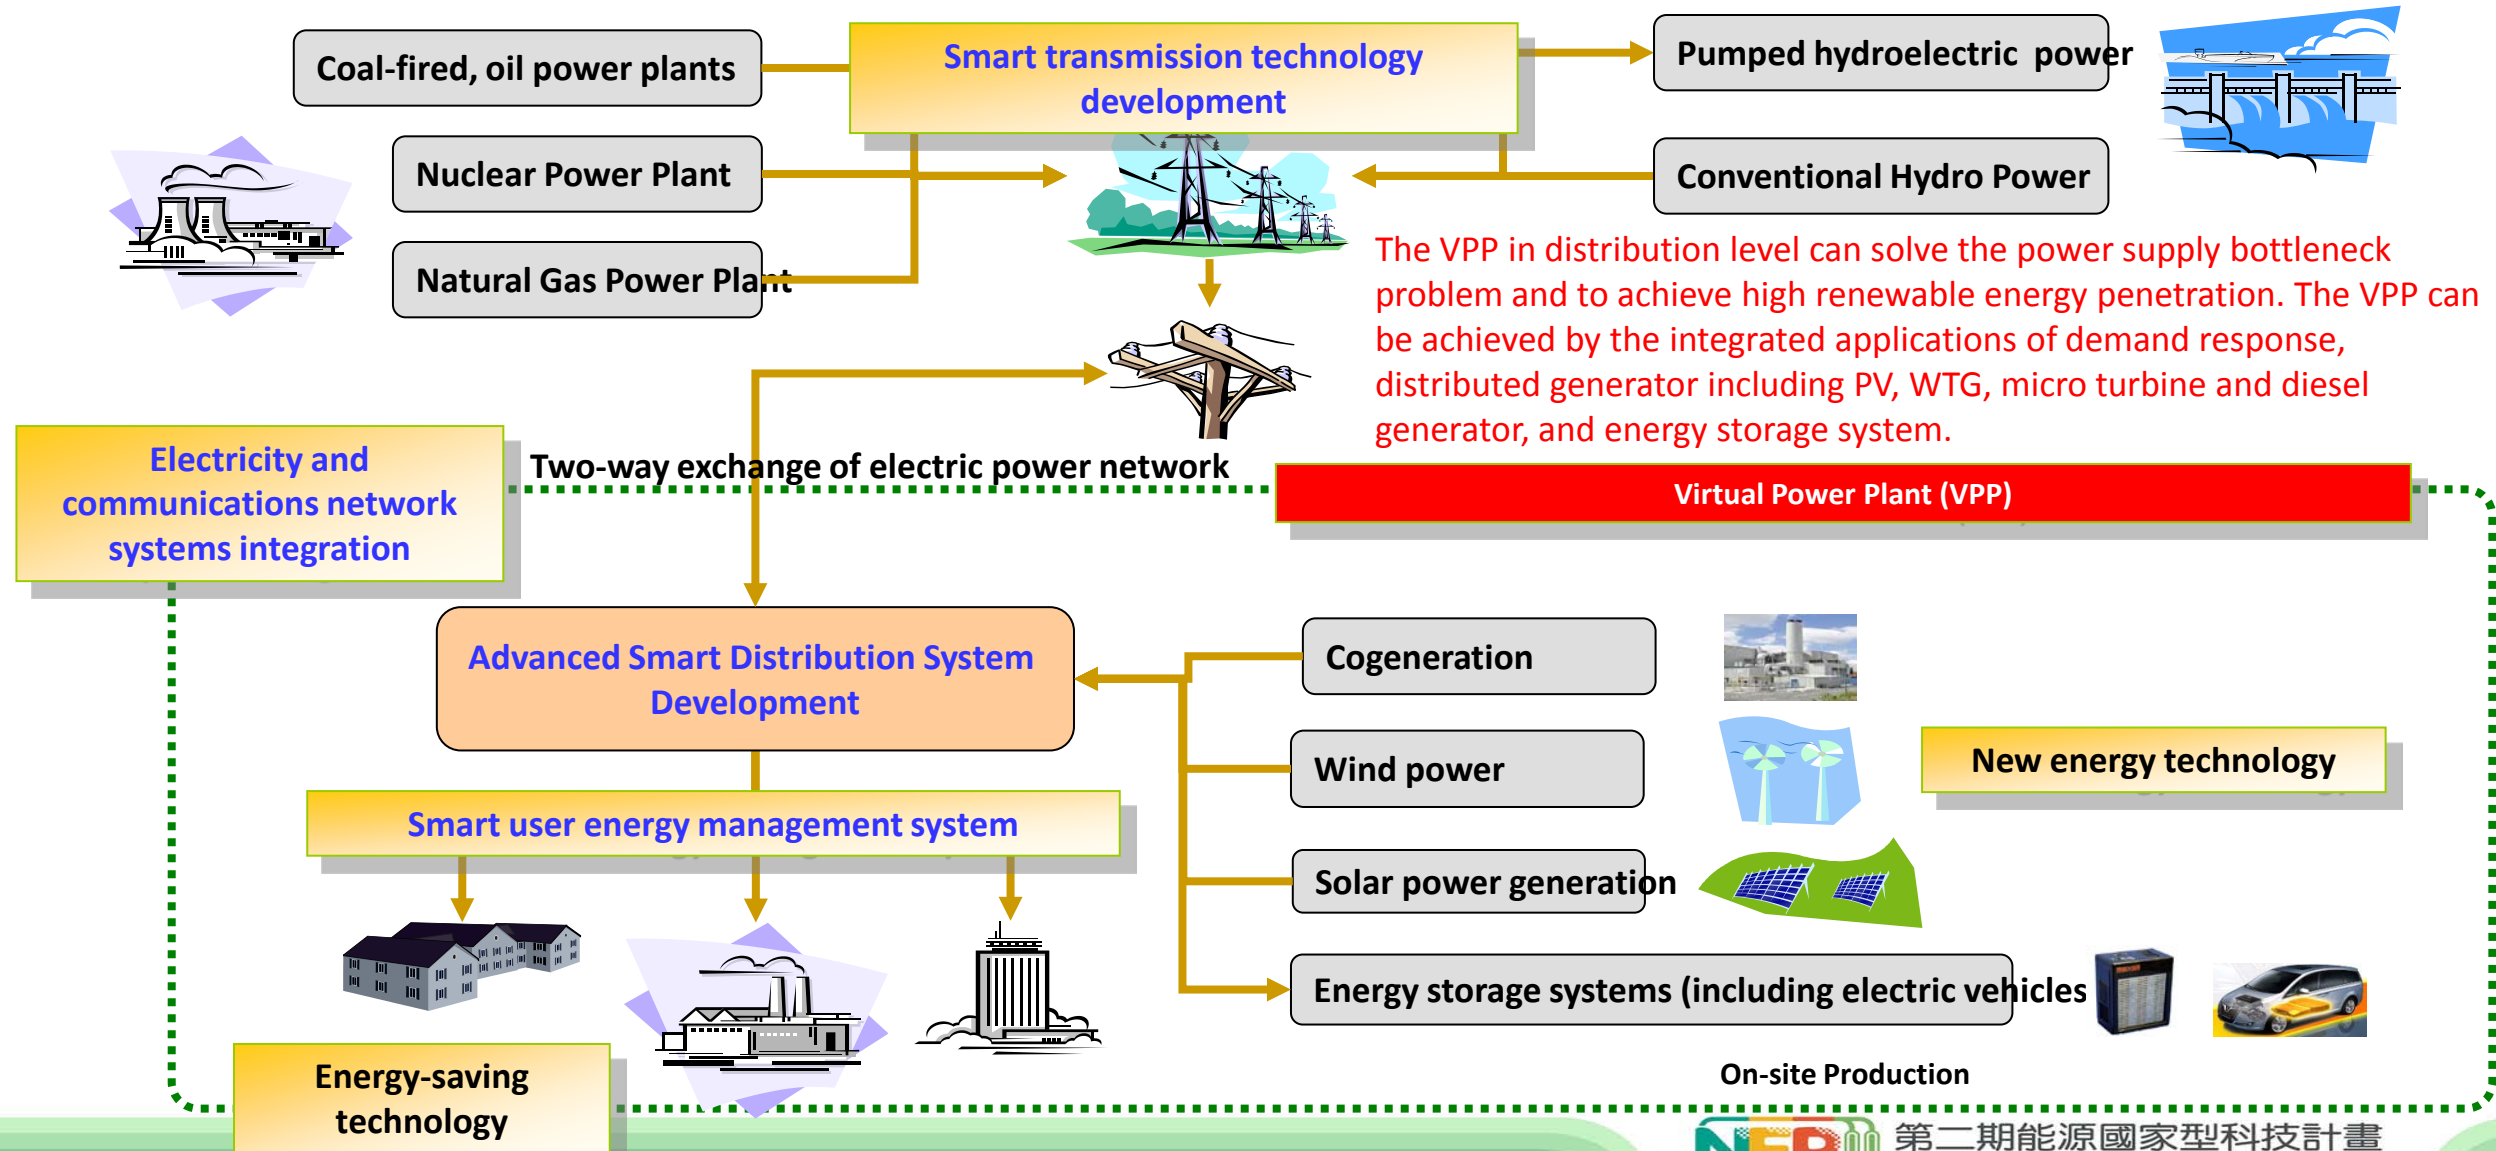 Coal-fired, oil power plants
Smart transmission technology
development
Pumped hydroelectric power
Nuclear Power Plant
Conventional Hydro Power
Natural Gas Power Plant
The VPP in distribution level can solve the power supply bottleneck
problem and to achieve high renewable energy penetration. The VPP can
be achieved by the integrated applications of demand response,
distributed generator including PV, WTG, micro turbine and diesel
generator, and energy storage system.
Electricity and
communications network
systems integration
Two-way exchange of electric power network
Virtual Power Plant (VPP)
Advanced Smart Distribution System
Development
Cogeneration
Wind power
New energy technology
Smart user energy management system
Solar power generation
Energy storage systems (including electric vehicles
On-site Production
Energy-saving
technology
第二期能源國家型科技計畫